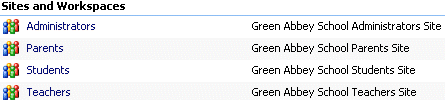 Sites and Workspaces
Administrators Green Abbey School Administrators Site
Parents Green Abbey School Parents Site
Students Green Abbey School Students Site
Teachers Green Abbey School Teachers Site